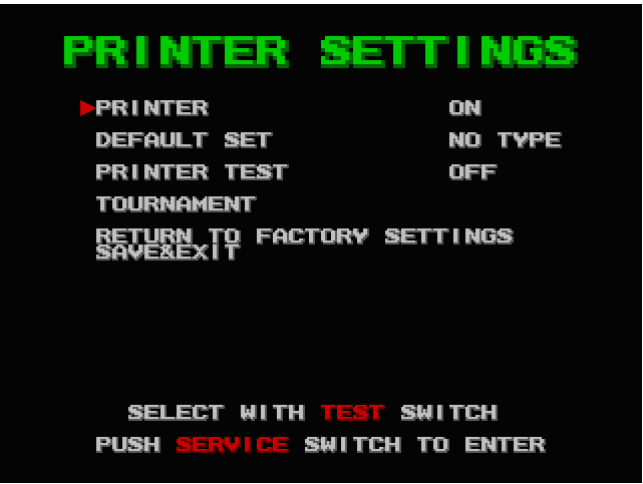 PRINTER SETTINGS
PRINTER ON
DEFAULT SET NO TYPE
PRINTER TEST OFF
TOURNAMENT
RETURN TO FACTORY SETTINGS
SAVE&EXIT
SELECT WITH TEST SWITCH
PUSH SERVICE SWITCH TO ENTER